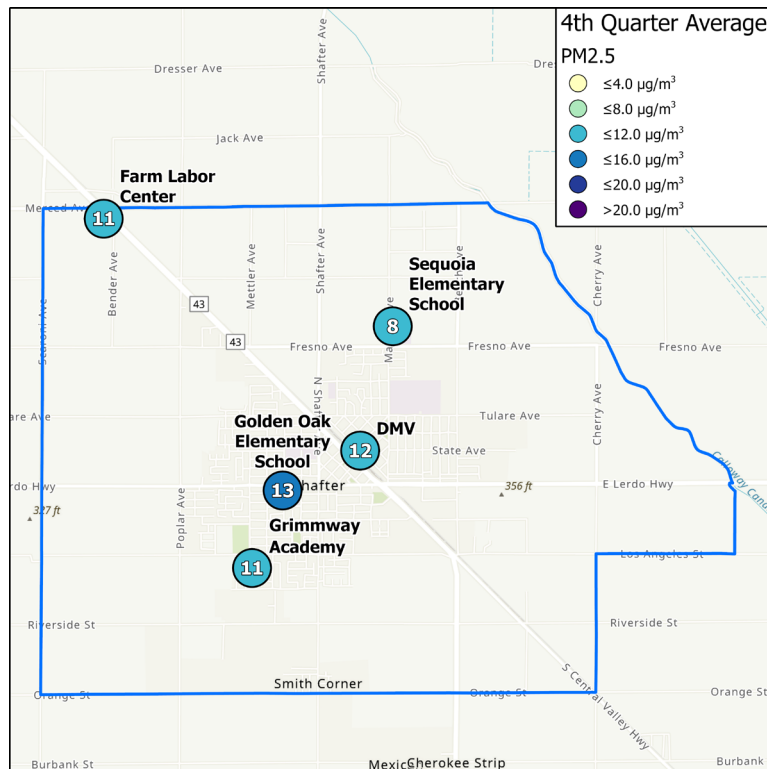 4th Quarter Average
PM2.5
≤4.0 µg/m³
≤8.0 µg/m³
≤12.0 µg/m³
≤16.0 µg/m³
≤20.0 µg/m³
>20.0 µg/m³
Shafter Ave
Dresser Ave
Jack Ave
Farm Labor
Center
11
Bender Ave
Mettler Ave
Shafter Ave
Cherry Ave
Sequoia
Elementary
School
8
43
43
Scaroni Ave
Fresno Ave
Fresno Ave
Fresno Ave
Tulare Ave
Cherry Ave
Golden Oak
Elementary
School
13
DMV
12
State Ave
E Lerdo Hwy
356 ft
327 ft
Poplar Ave
Grimmway
Academy
11
Los Angeles St
Riverside St
Riverside St
Smith Corner
Orange St
Orange St
Orange St
S Central Valley Hwy
Burbank St
Cherokee Strip
Burbank